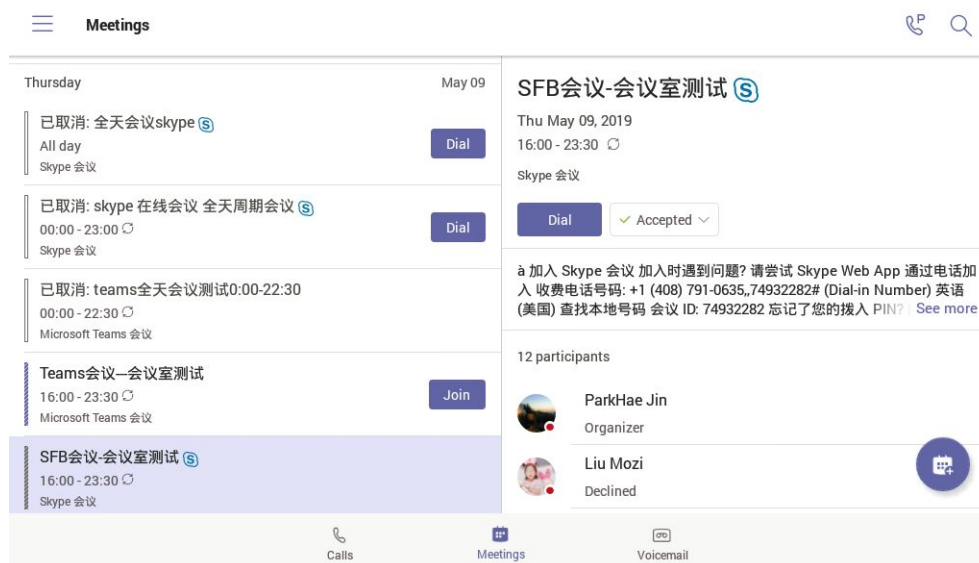 Meetings
P
Thursday
May 09
已取消: 全天会议skype S
All day
Skype 会议
Dial
已取消: skype 在线会议 全天周期会议 S
00:00 - 23:00
Skype 会议
Dial
已取消: teams全天会议测试0:00-22:30
00:00 - 22:30
Microsoft Teams 会议
Teams会议—会议室测试
16:00 - 23:30
Microsoft Teams 会议
Join
SFB会议-会议室测试 S
16:00 - 23:30
Skype 会议
SFB会议-会议室测试 S
Thu May 09, 2019
16:00 - 23:30
Skype 会议
Dial
Accepted
à 加入 Skype 会议 加入时遇到问题? 请尝试 Skype Web App 通过电话加
入 收费电话号码: +1 (408) 791-0635,,74932282# (Dial-in Number) 英语
(美国) 查找本地号码 会议 ID: 74932282 忘记了您的拨入 PIN? See more
12 participants
ParkHae Jin
Organizer
Liu Mozi
Declined
Calls
Meetings
Voicemail